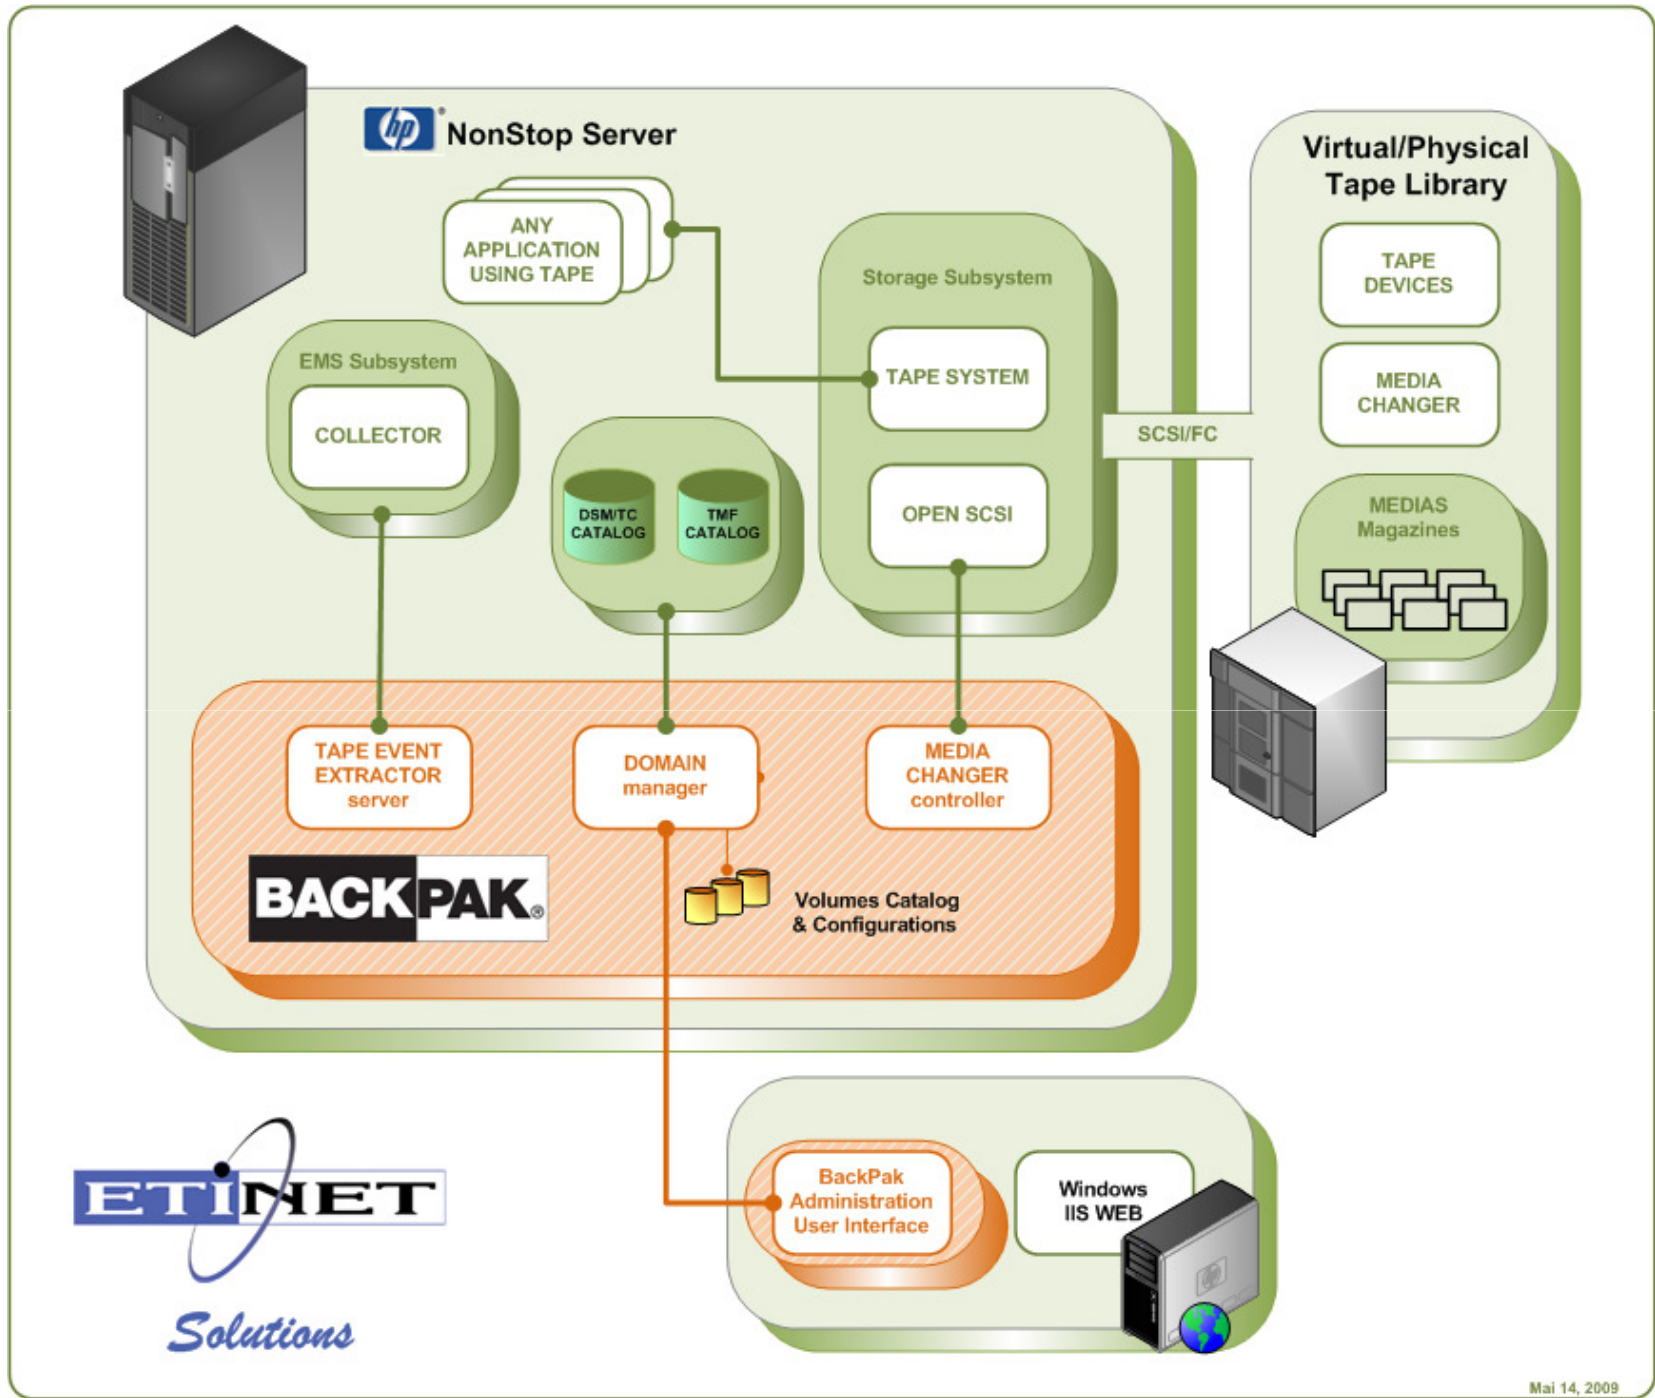 hp
NonStop Server
ANY
APPLICATION
USING TAPE
Storage Subsystem
TAPE SYSTEM
OPEN SCSI
EMS Subsystem
COLLECTOR
DSM/TC
CATALOG
TMF
CATALOG
SCSI/FC
Virtual/Physical
Tape Library
TAPE
DEVICES
MEDIA
CHANGER
MEDIAS
Magazines
TAPE EVENT
EXTRACTOR
server
DOMAIN
manager
MEDIA
CHANGER
controller
BACKPAK®
Volumes Catalog
& Configurations
BackPak
Administration
User Interface
Windows
IIS WEB
hp
ETINET
Solutions
Mai 14, 2009